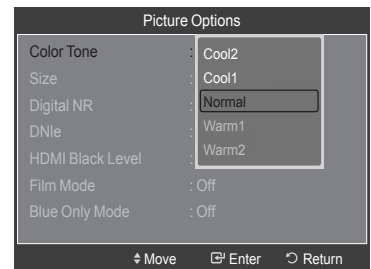 Picture Options
Color Tone :
Cool2
Size :
Cool1
Digital NR :
Normal
DNIe :
Warm1
HDMI Black Level :
Warm2
Film Mode : Off
Blue Only Mode : Off
Move Enter Return